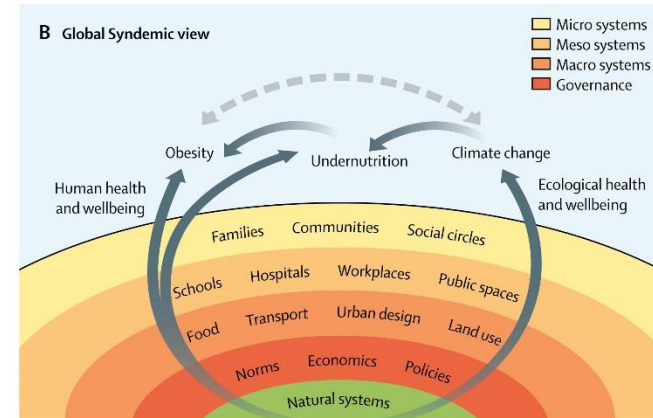 B Global Syndemic view
Micro systems
Meso systems
Macro systems
Governance
Obesity
Undernutrition
Climate change
Human health
and wellbeing
Ecological health
and wellbeing
Families Communities Social circles
Schools Hospitals Workplaces Public spaces
Food Transport Urban design Land use
Norms Economics Policies
Natural systems